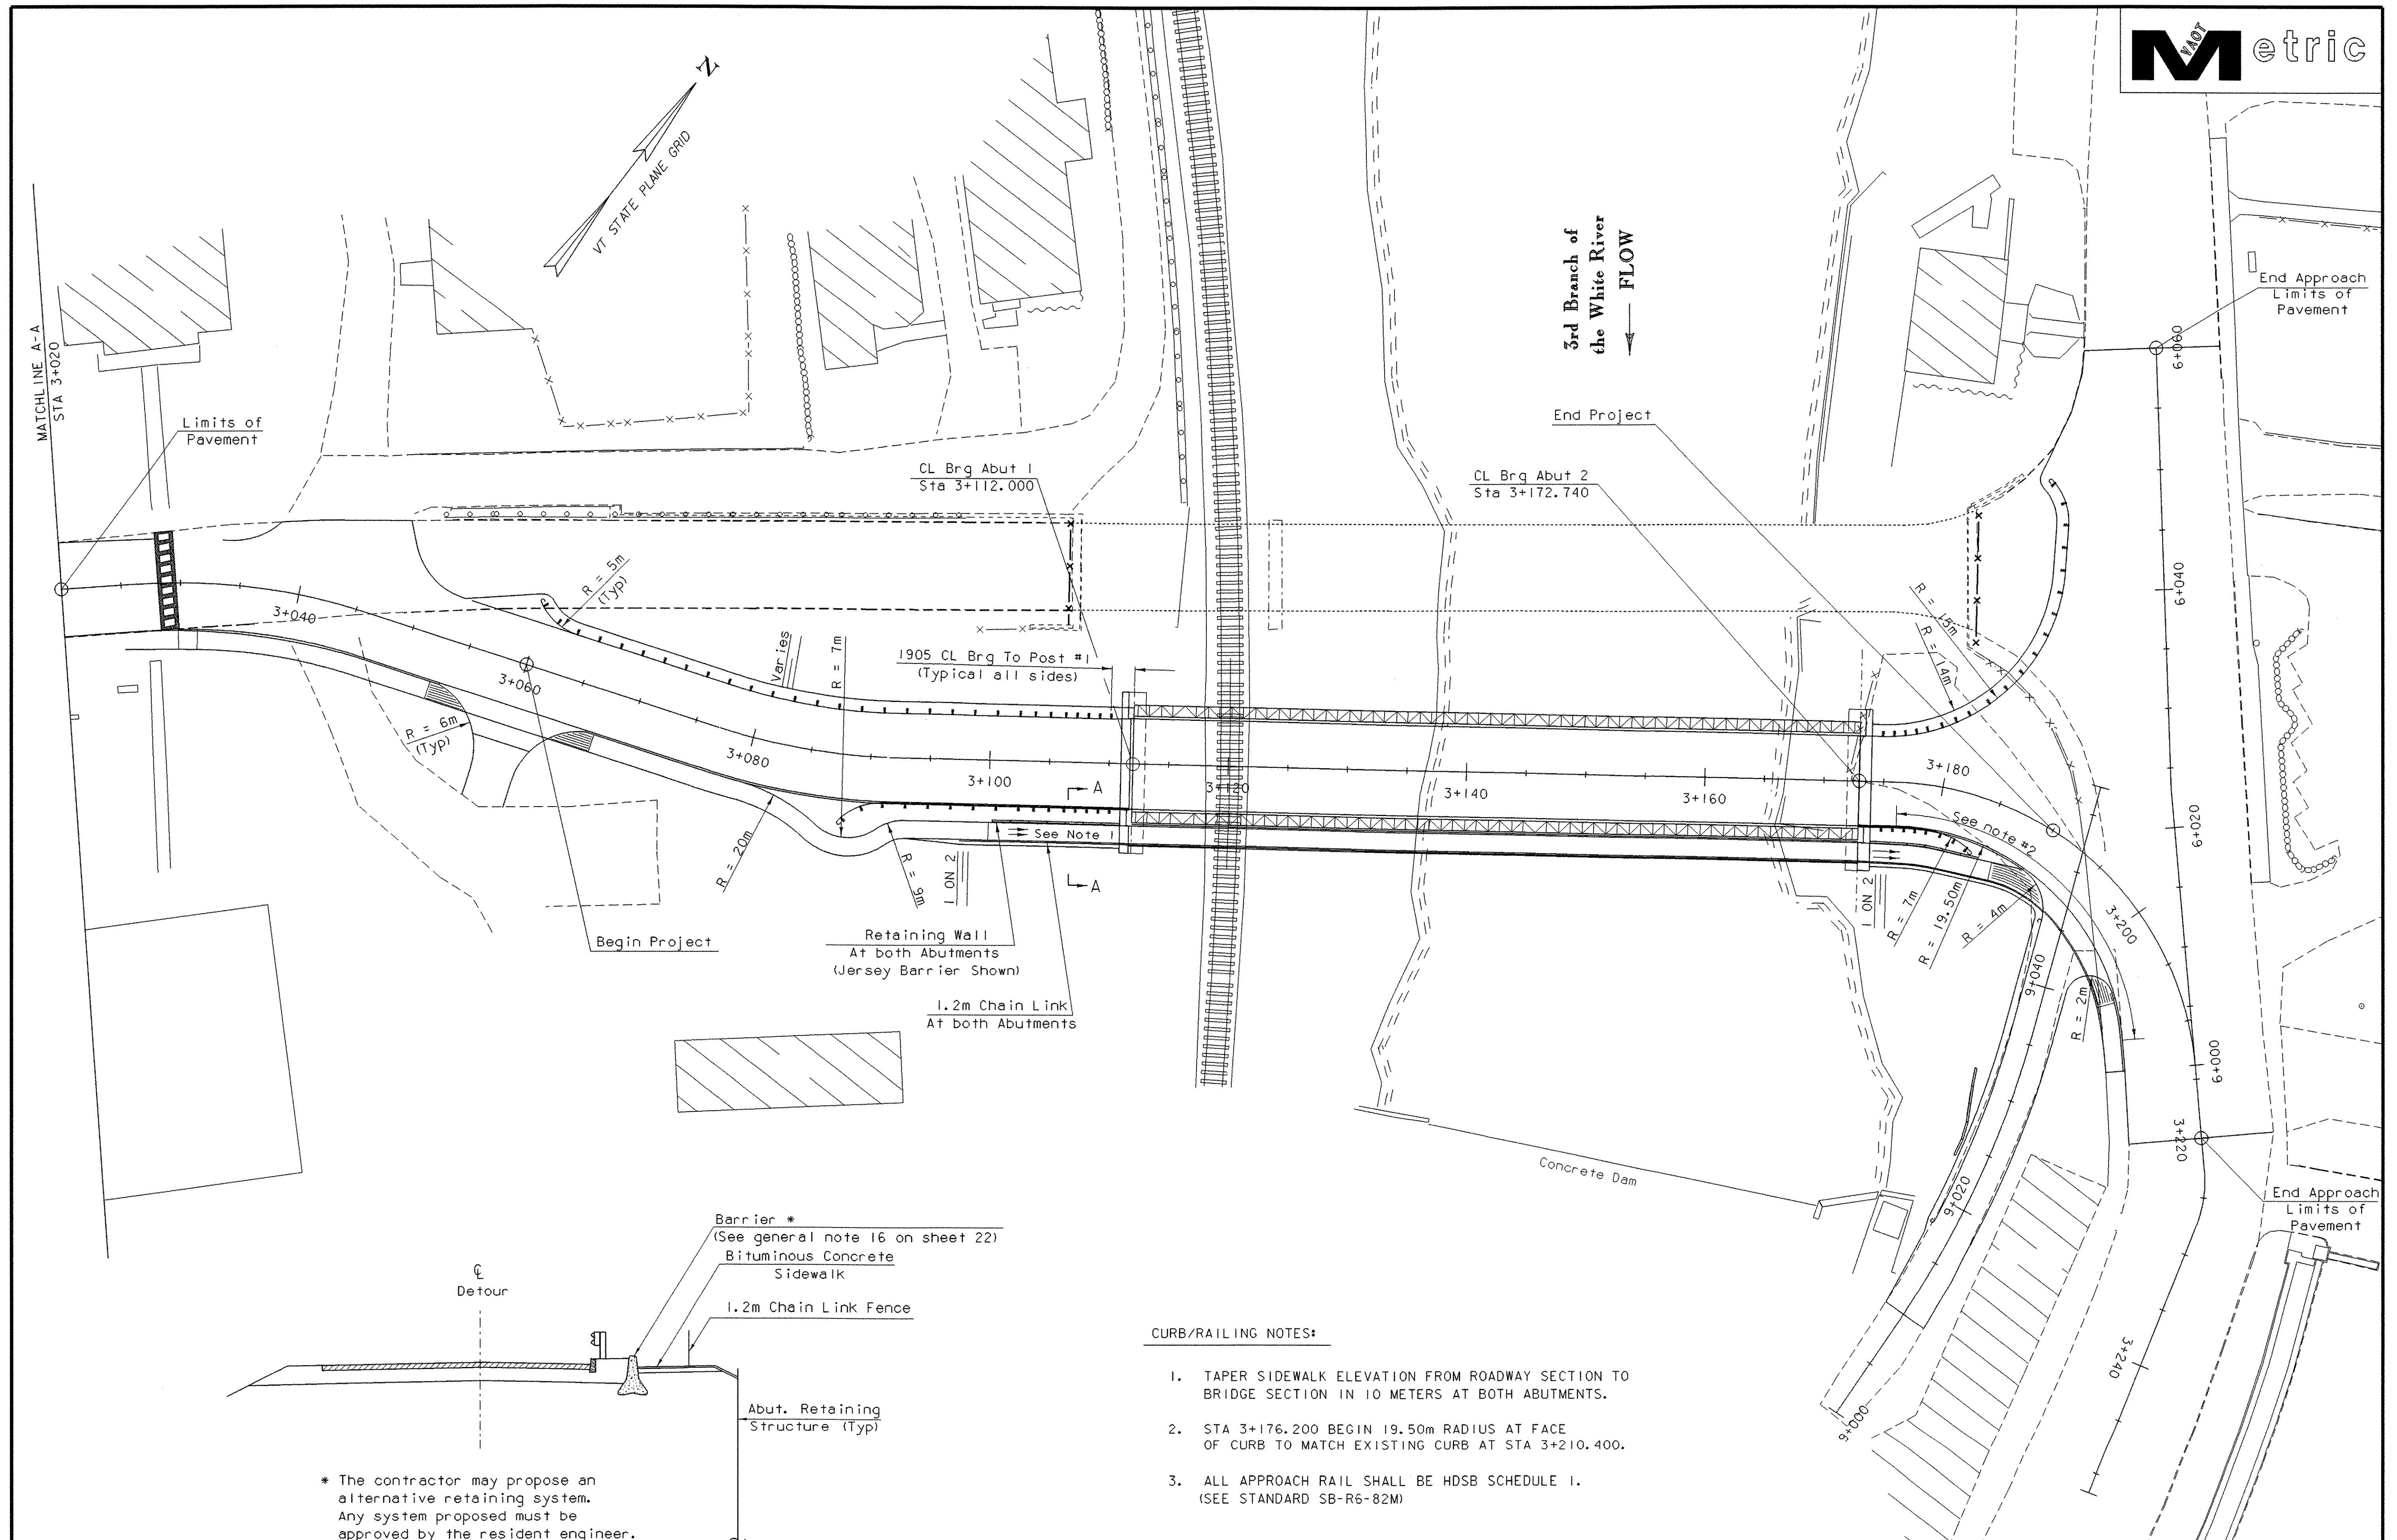 VAOT
Metric
N
VT STATE PLANE GRID
3rd Branch of
the White River
FLOW
MATCHLINE A-A
STA 3+020
Limits of
Pavement
End Approach
Limits of
Pavement
6+060
End Project
CL Brg Abut 1
Sta 3+112.000
CL Brg Abut 2
Sta 3+172.740
R = 5m
(Typ)
3+040
6+040
R = 15m
R = 14m
Varies
R = 7m
1905 CL Brg To Post #1
(Typical all sides)
3+060
R = 6m
(Typ)
3+080
3+100
A
3+120
3+140
3+160
3+180
6+020
See Note 1
See note #2
R = 20m
R = 9m
1 ON 2
A
1 ON 2
R = 7m
R = 19.50m
R = 4m
3+200
Begin Project
Retaining Wall
At both Abutments
(Jersey Barrier Shown)
1.2m Chain Link
At both Abutments
9+040
R = 2m
6+000
3+220
Concrete Dam
9+020
End Approach
Limits of
Pavement
3+240
9+000
Barrier *
(See general note 16 on sheet 22)
Bituminous Concrete
Sidewalk
℄
Detour
1.2m Chain Link Fence
Abut. Retaining
Structure (Typ)
* The contractor may propose an
alternative retaining system.
Any system proposed must be
approved by the resident engineer.
CURB/RAILING NOTES:
1. TAPER SIDEWALK ELEVATION FROM ROADWAY SECTION TO
BRIDGE SECTION IN 10 METERS AT BOTH ABUTMENTS.
2. STA 3+176.200 BEGIN 19.50m RADIUS AT FACE
OF CURB TO MATCH EXISTING CURB AT STA 3+210.400.
3. ALL APPROACH RAIL SHALL BE HDSB SCHEDULE 1.
(SEE STANDARD SB-R6-82M)